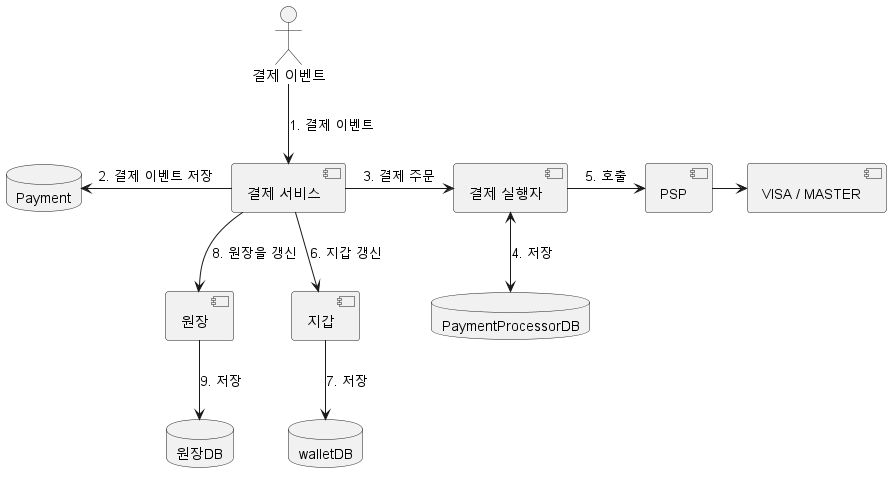 결제 이벤트
1. 결제 이벤트
Payment
2. 결제 이벤트 저장
결제 서비스
3. 결제 주문
결제 실행자
5. 호출
PSP
VISA / MASTER
8. 원장을 갱신
6. 지갑 갱신
4. 저장
원장
지갑
PaymentProcessorDB
9. 저장
7. 저장
원장DB
walletDB